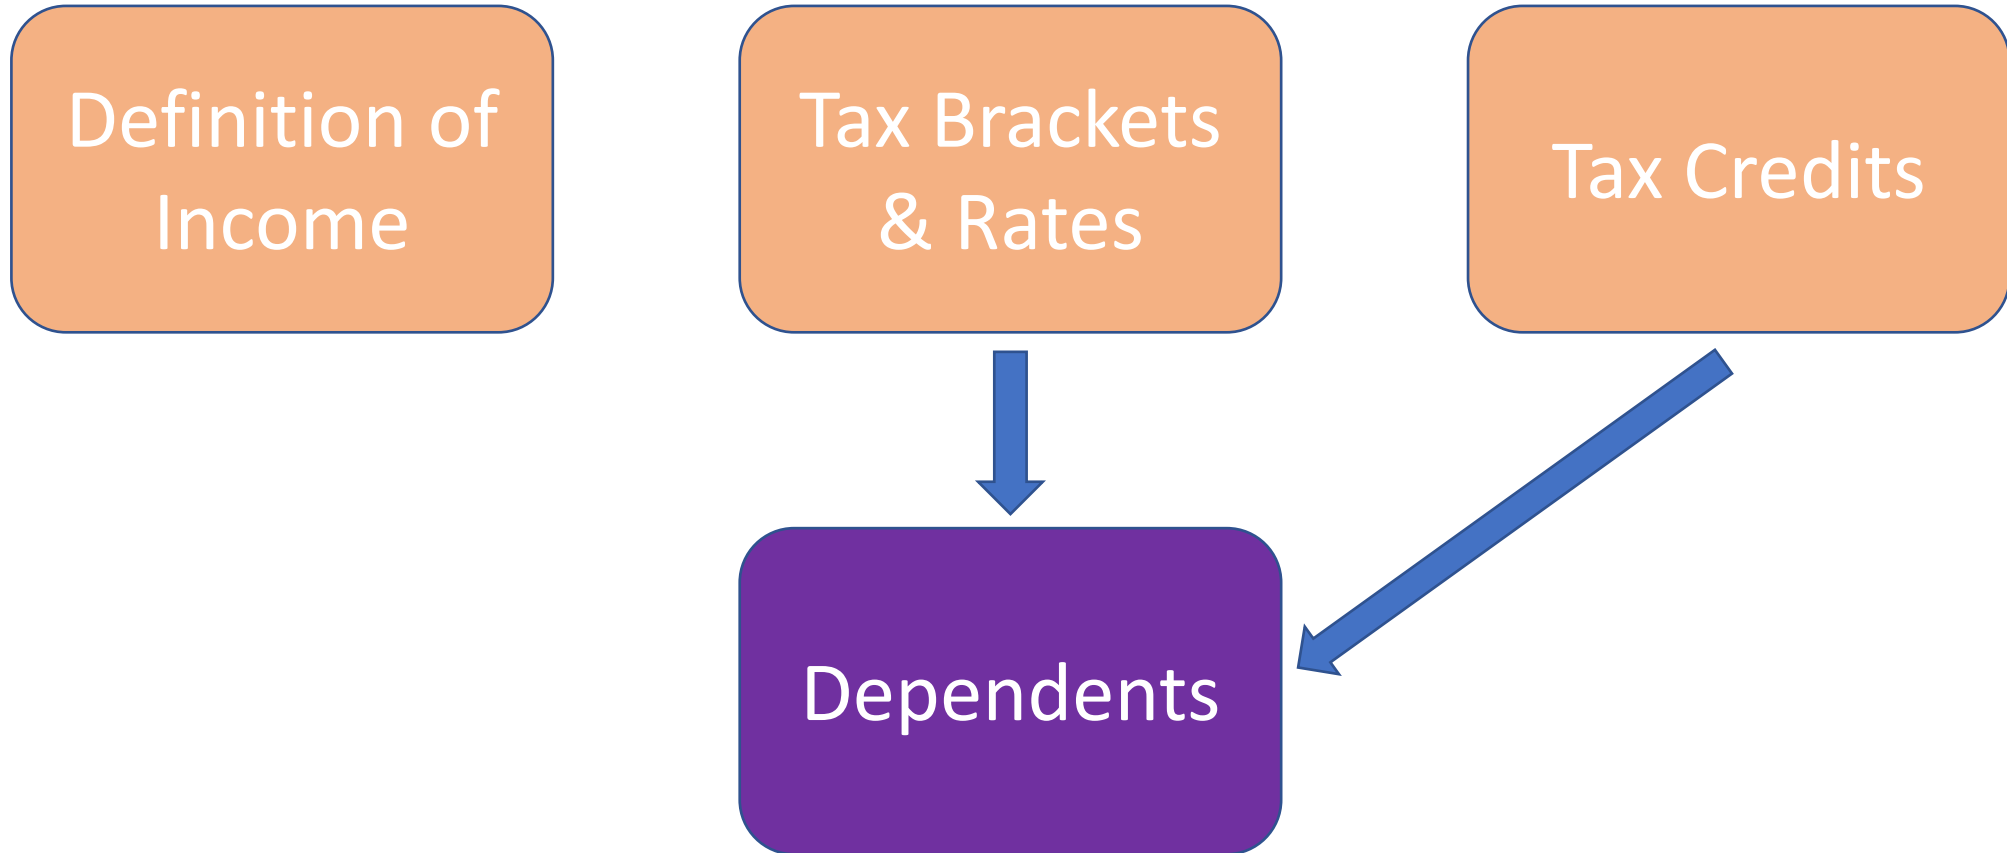 Definition of
Income
Tax Brackets
& Rates
Tax Credits
Dependents